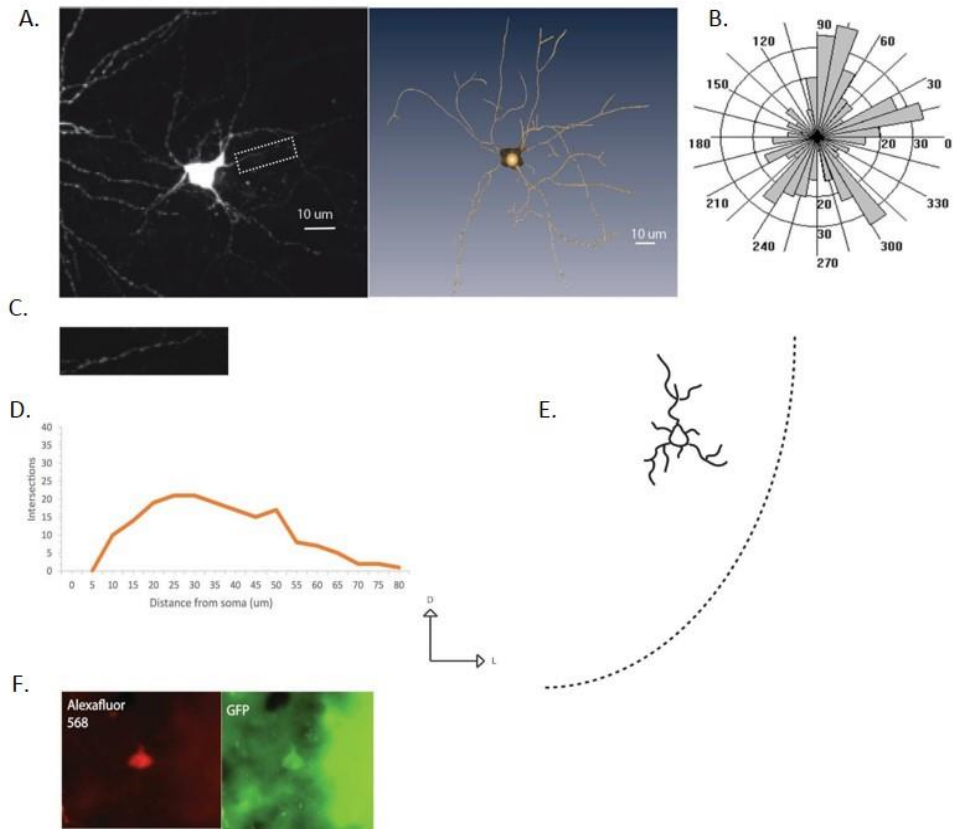 A.
10 um
10 um
B.
90
60
30
0
330
300
270
240
210
180
150
120
20 30
20
30
C.
D.
40
35
30
25
20
15
10
5
0
Intersections
0 5 10 15 20 25 30 35 40 45 50 55 60 65 70 75 80
Distance from soma (um)
D
L
E.
F.
Alexafluor
568
GFP